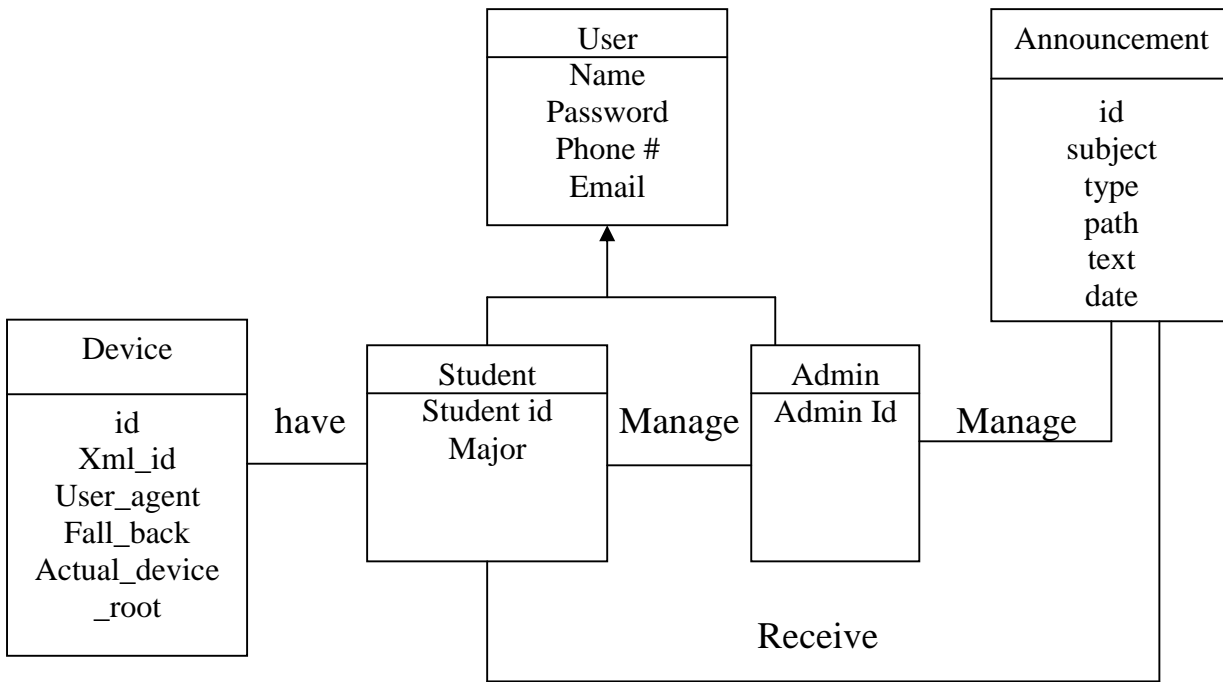 User
Name
Password
Phone #
Email
Announcement
id
subject
type
path
text
date
Device
id
Xml_id
User_agent
Fall_back
Actual_device
_root
have
Student
Student id
Major
Manage
Admin
Admin Id
Manage
Receive